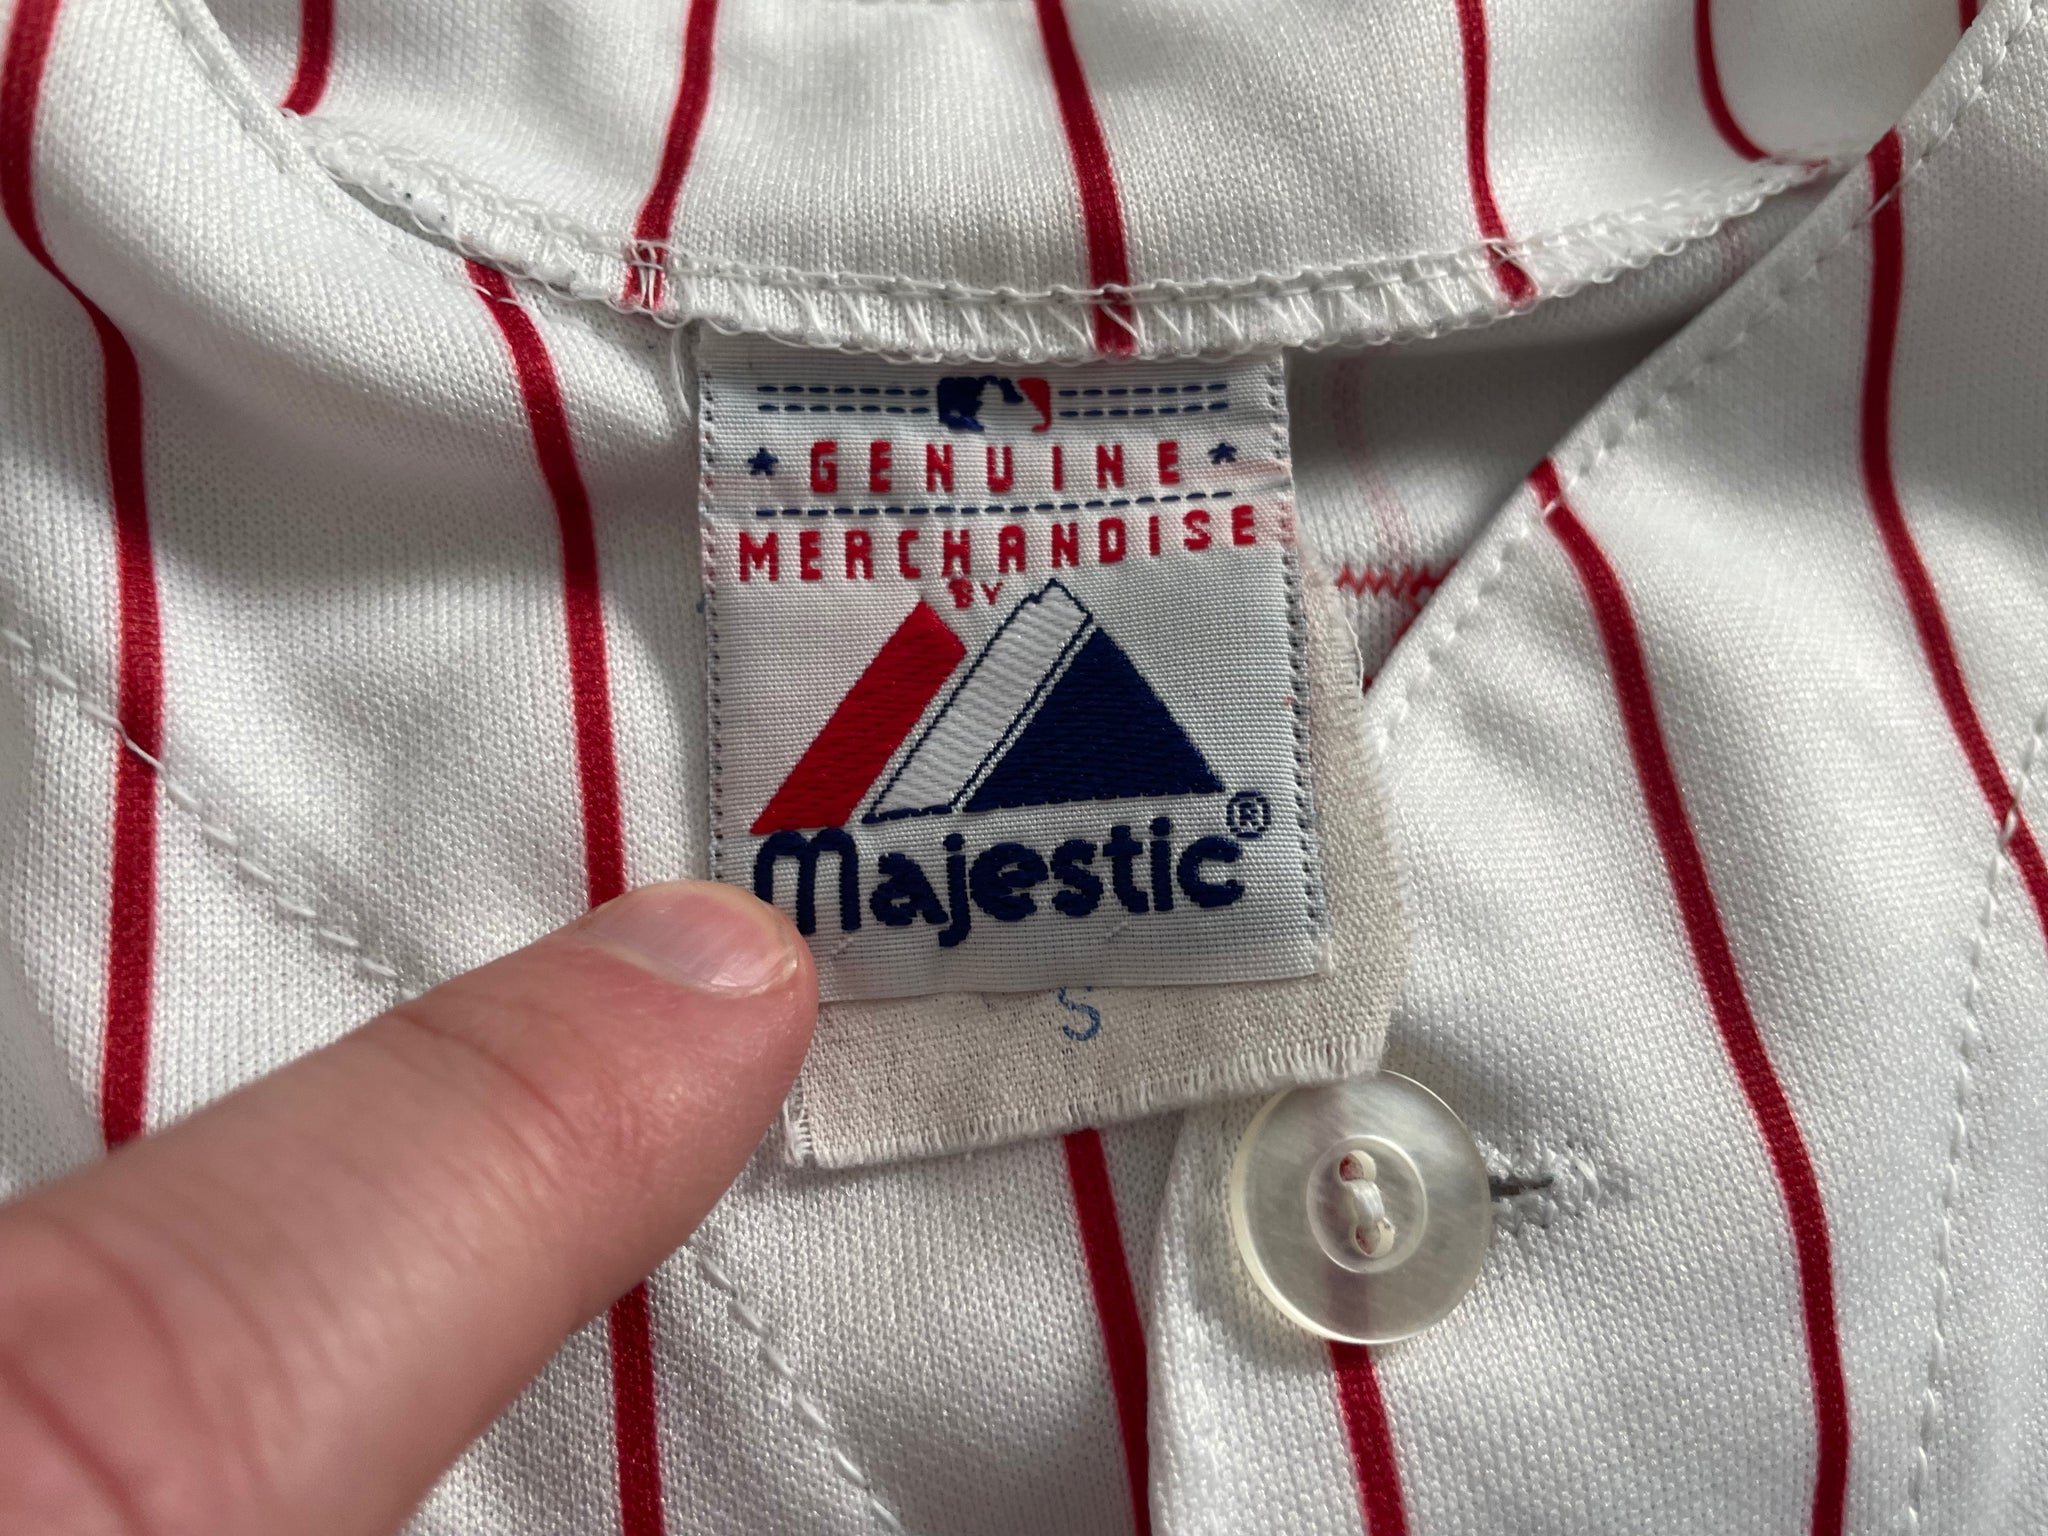 GENUINE
MERCHANDISE
BY
Majestic®
S